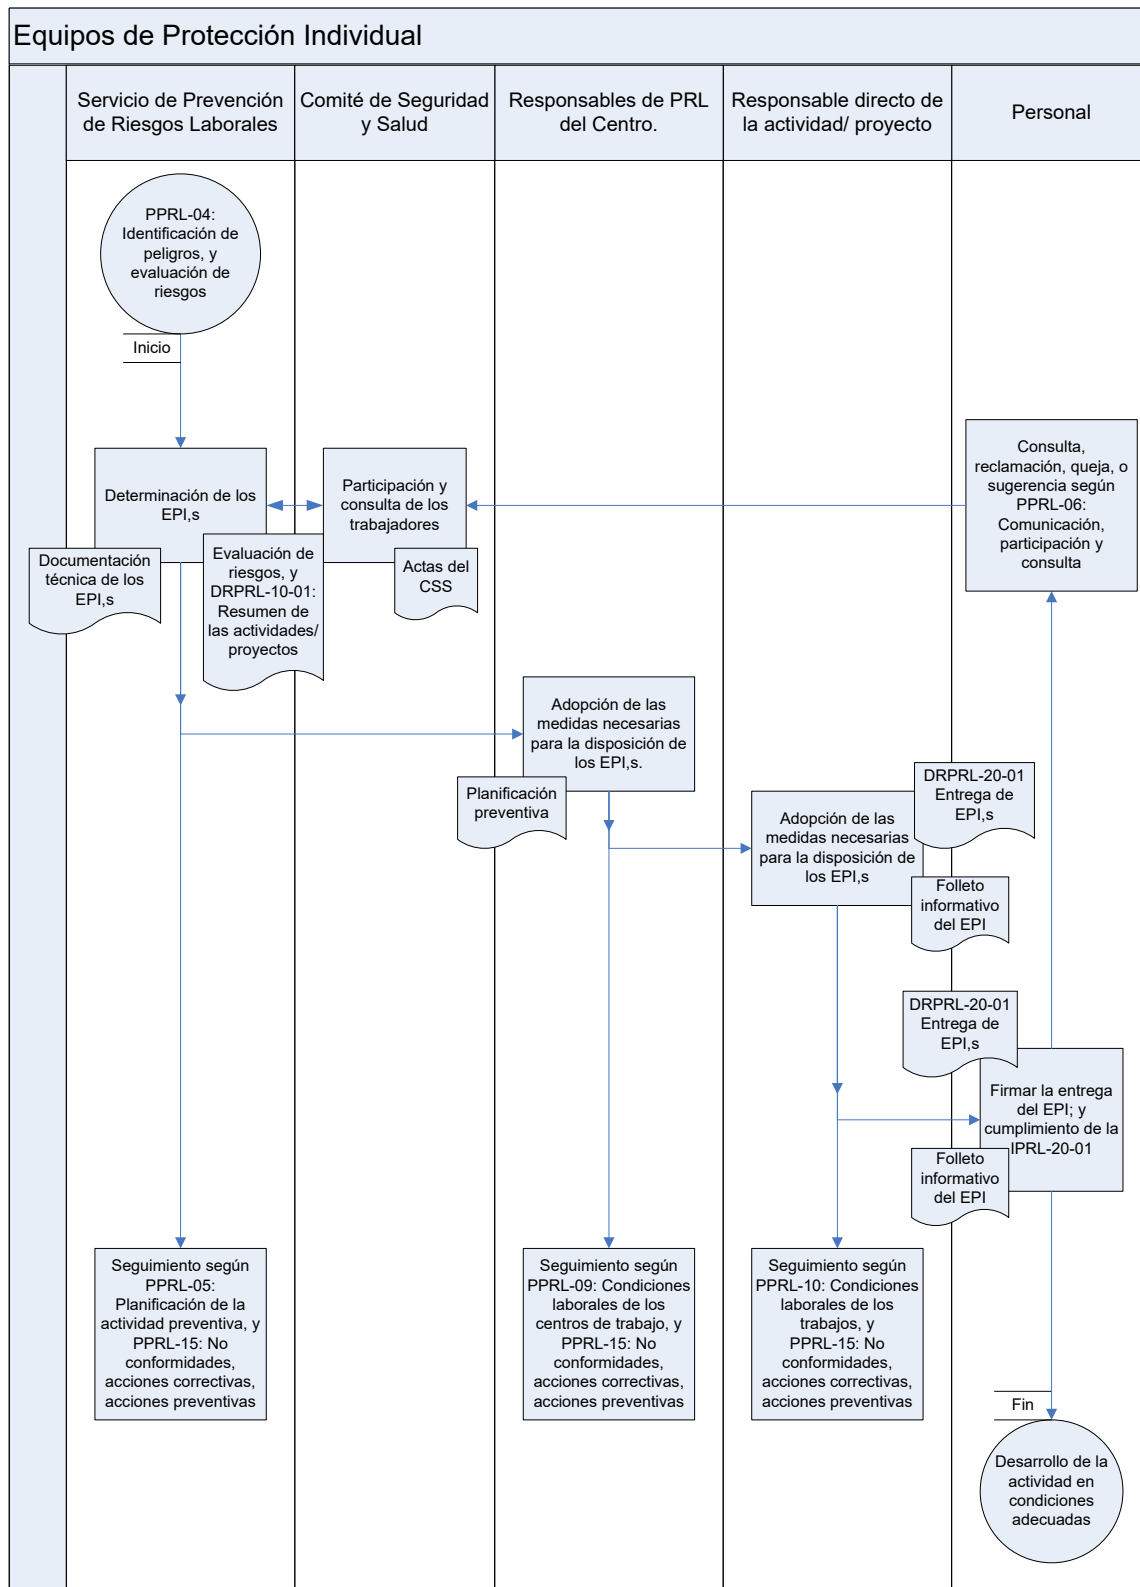 Equipos de Protección Individual
Servicio de Prevención
de Riesgos Laborales
Comité de Seguridad
y Salud
Responsables de PRL
del Centro.
Responsable directo de
la actividad/ proyecto
Personal
PPRL-04:
Identificación de
peligros, y
evaluación de
riesgos
Inicio
Determinación de los
EPI,s
Documentación
técnica de los
EPI,s
Evaluación de
riesgos, y
DRPRL-10-01:
Resumen de
las actividades/
proyectos
Participación y
consulta de los
trabajadores
Actas del
CSS
Consulta,
reclamación, queja, o
sugerencia según
PPRL-06:
Comunicación,
participación y
consulta
Adopción de las
medidas necesarias
para la disposición de
los EPI,s.
Planificación
preventiva
Adopción de las
medidas necesarias
para la disposición de
los EPI,s
DRPRL-20-01
Entrega de
EPI,s
Folleto
informativo
del EPI
DRPRL-20-01
Entrega de
EPI,s
Firmar la entrega
del EPI; y
cumplimiento de la
IPRL-20-01
Folleto
informativo
del EPI
Seguimiento según
PPRL-05:
Planificación de la
actividad preventiva, y
PPRL-15: No
conformidades,
acciones correctivas,
acciones preventivas
Seguimiento según
PPRL-09: Condiciones
laborales de los
centros de trabajo, y
PPRL-15: No
conformidades,
acciones correctivas,
acciones preventivas
Seguimiento según
PPRL-10: Condiciones
laborales de los
trabajos, y
PPRL-15: No
conformidades,
acciones correctivas,
acciones preventivas
Fin
Desarrollo de la
actividad en
condiciones
adecuadas